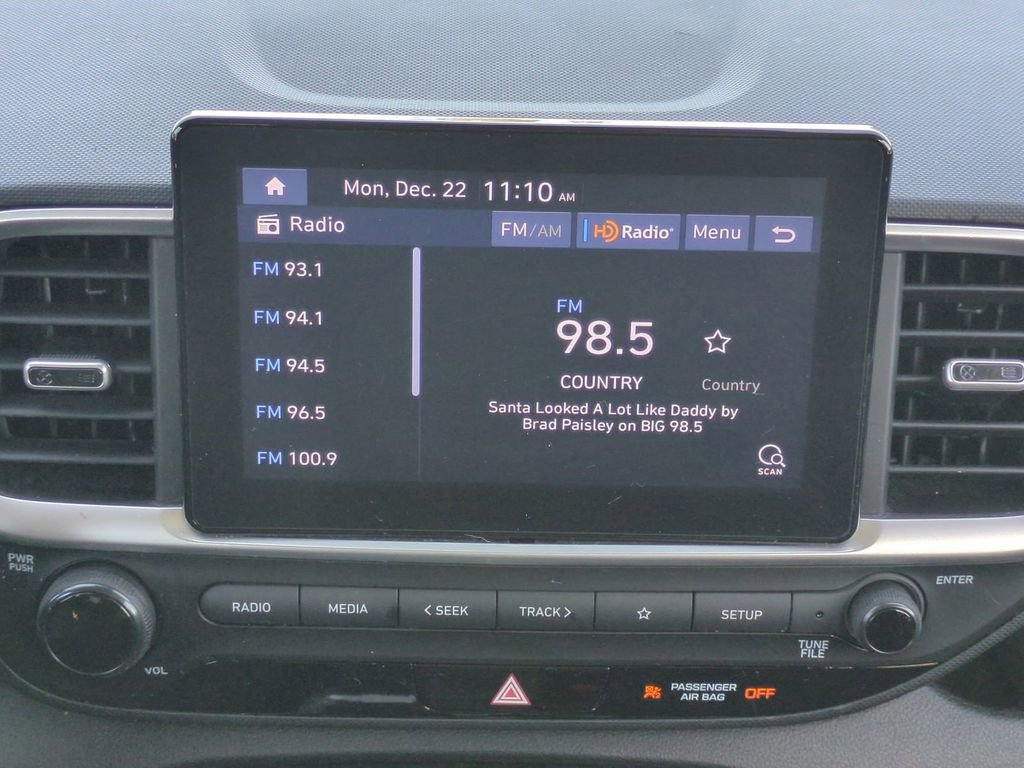 Mon, Dec. 22 11:10 AM
Radio FM/AM HD Radio Menu
FM 93.1
FM 94.1
FM 94.5
FM 96.5
FM 100.9
FM
98.5
COUNTRY
Country
Santa Looked A Lot Like Daddy by
Brad Paisley on BIG 98.5
SCAN
PWR
PUSH
VOL
RADIO MEDIA < SEEK TRACK > SETUP
ENTER
TUNE
FILE
PASSENGER
AIR BAG OFF